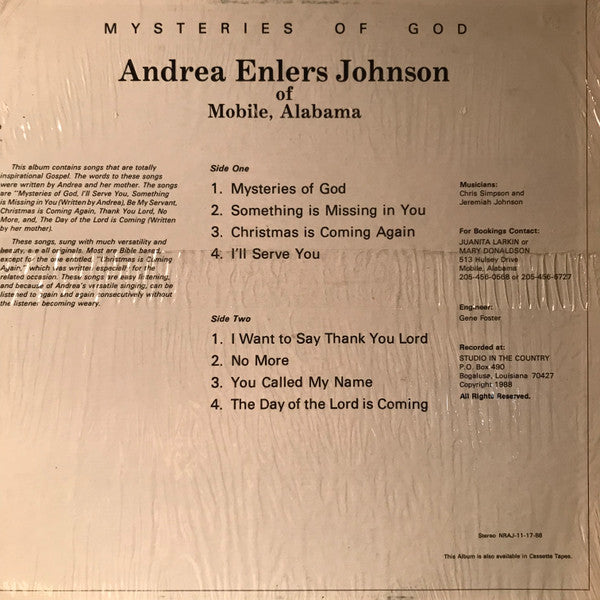 MYSTERIES OF GOD
Andrea Enlers Johnson
of
Mobile, Alabama
This album contains songs that are totally
inspirational Gospel. The words to these songs
were written by Andrea and her mother. The songs
are "Mysteries of God, I'll Serve You, Something
is Missing in You (Written by Andrea), Be My Servant,
Christmas is Coming Again, Thank You Lord, No
More, and, The Day of the Lord is Coming (Written
by her mother).
These songs, sung with much versatility and
beauty, are all originals. Most are Bible based,
except for the one entitled "Christmas is Coming
Again," which was written especially for the
related occasion. These songs are easy listening,
and because of Andrea's versatile singing, can be
listened to again and again consecutively without
the listener becoming weary.
Side One
1. Mysteries of God
2. Something is Missing in You
3. Christmas is Coming Again
4. I'll Serve You
Side Two
1. I Want to Say Thank You Lord
2. No More
3. You Called My Name
4. The Day of the Lord is Coming
Musicians:
Chris Simpson and
Jeremiah Johnson
For Bookings Contact:
JUANITA LARKIN or
MARY DONALDSON
513 Hulsey Drive
Mobile, Alabama
205-456-0568 or 205-456-6727
Engineer:
Gene Foster
Recorded at:
STUDIO IN THE COUNTRY
P.O. Box 490
Bogaluse, Louisiana 70427
Copyright 1988
All Rights Reserved.
Stereo NRAJ-11-17-88
This Album is also available in Cassette Tapes.